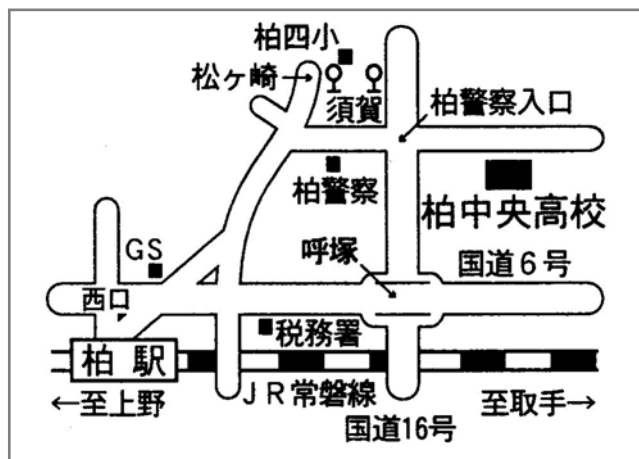 柏四小
松ヶ崎
須賀
柏警察入口
柏警察
柏中央高校
GS
呼塚
国道6号
西口
税務署
柏駅
JR常磐線
←至上野
国道16号
至取手→